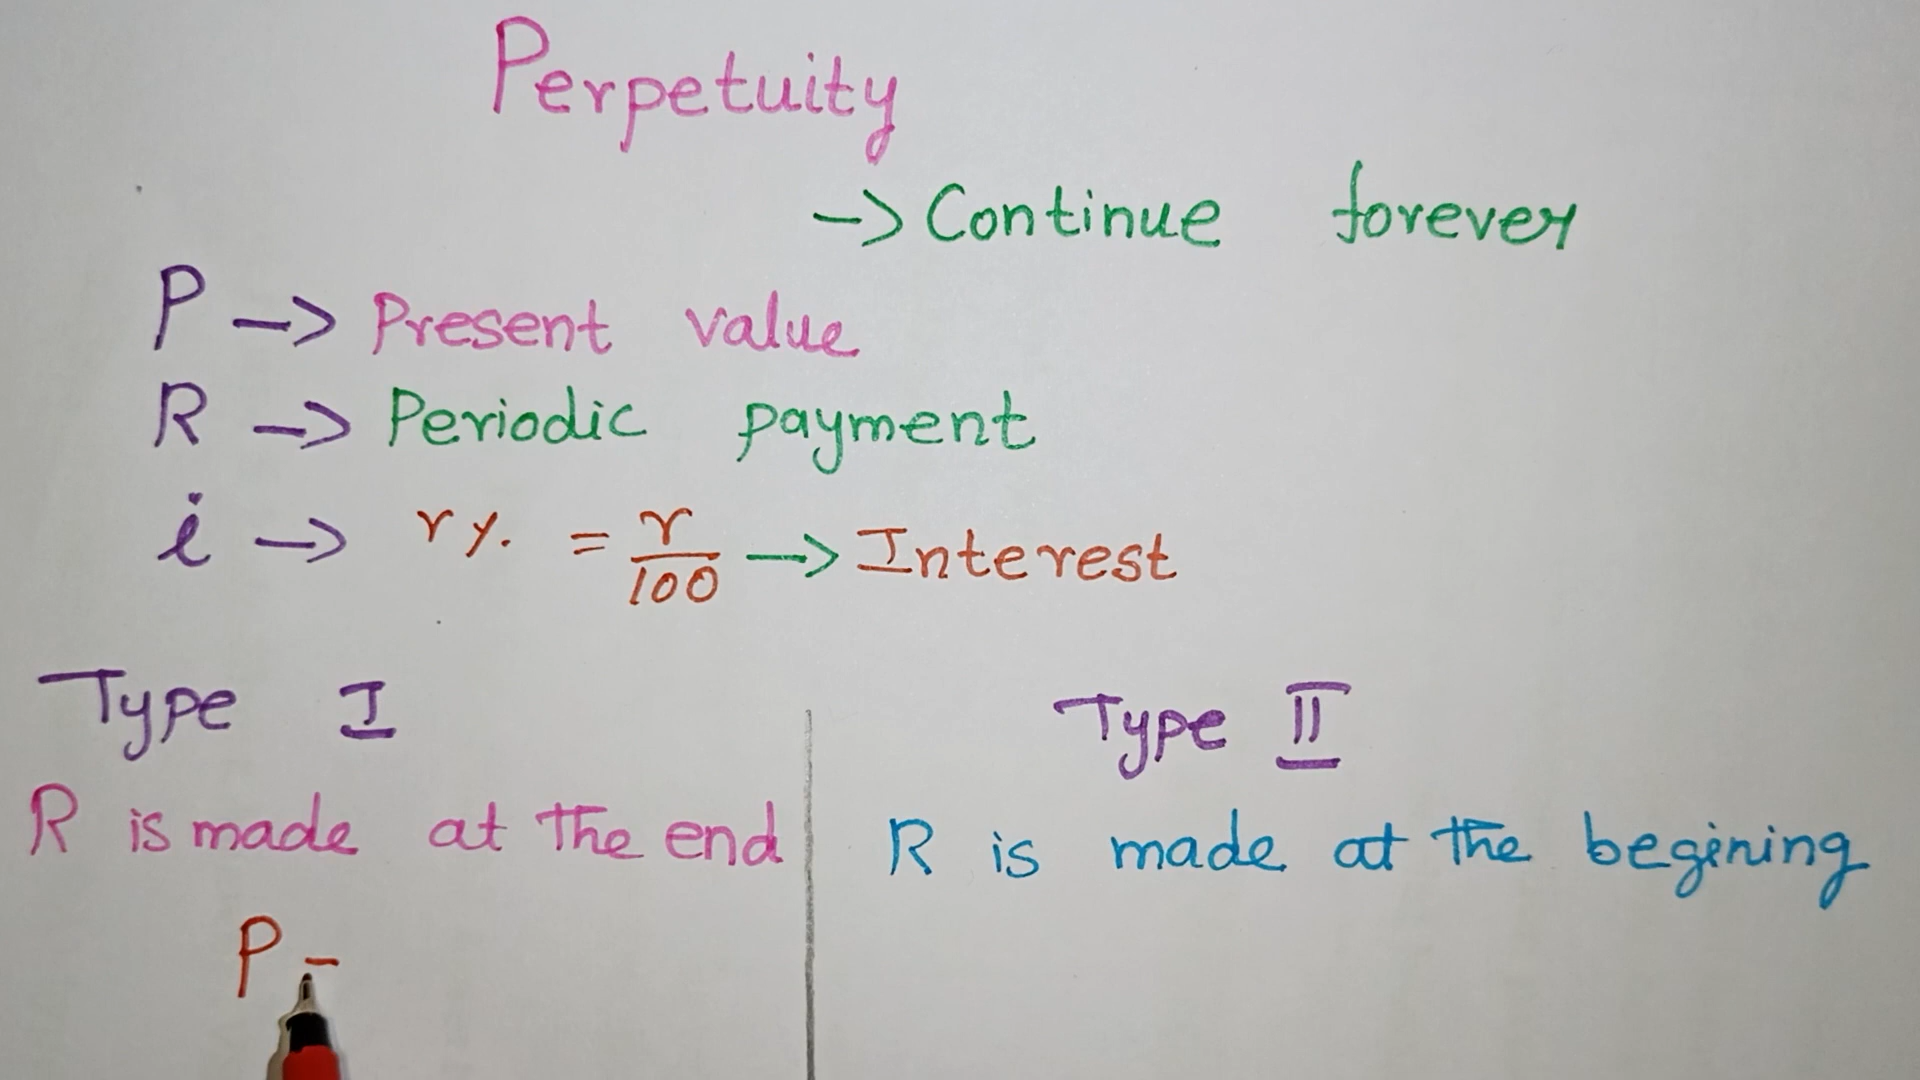 Perpetuity
-> Continue forever
P -> Present value
R -> Periodic payment
i -> r%. = r/100 -> Interest
Type I
R is made at the end
P -
Type II
R is made at the begining